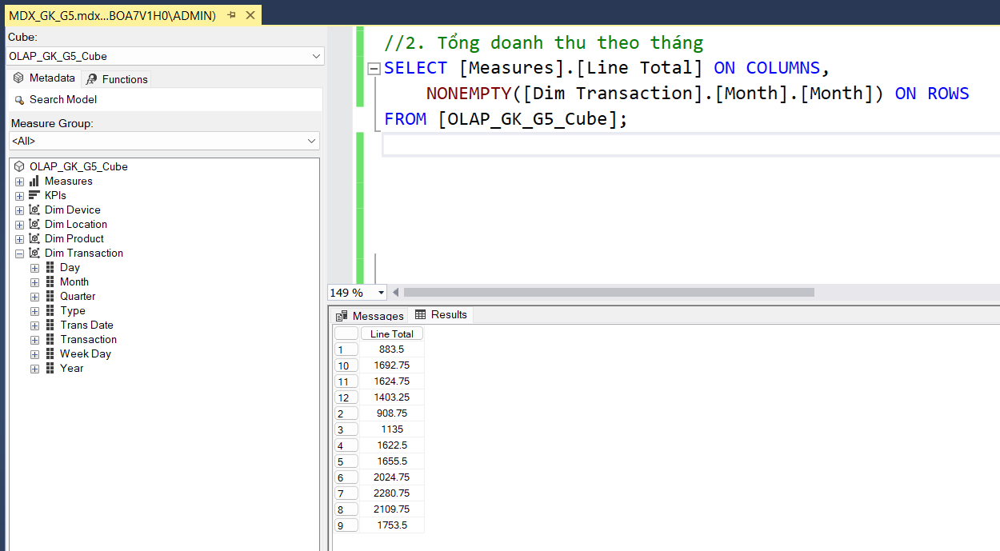 MDX_GK_G5.mdx...BOA7V1H0\ADMIN)
Cube:
OLAP_GK_G5_Cube
Metadata
Functions
Search Model
Measure Group:
<All>
OLAP_GK_G5_Cube
Measures
KPIs
Dim Device
Dim Location
Dim Product
Dim Transaction
Day
Month
Quarter
Type
Trans Date
Transaction
Week Day
Year
//2. Tổng doanh thu theo tháng
SELECT [Measures].[Line Total] ON COLUMNS,
NONEMPTY([Dim Transaction].[Month].[Month]) ON ROWS
FROM [OLAP_GK_G5_Cube];
149 %
Messages
Results
Line Total
1 883.5
10 1692.75
11 1624.75
12 1403.25
2 908.75
3 1135
4 1622.5
5 1655.5
6 2024.75
7 2280.75
8 2109.75
9 1753.5